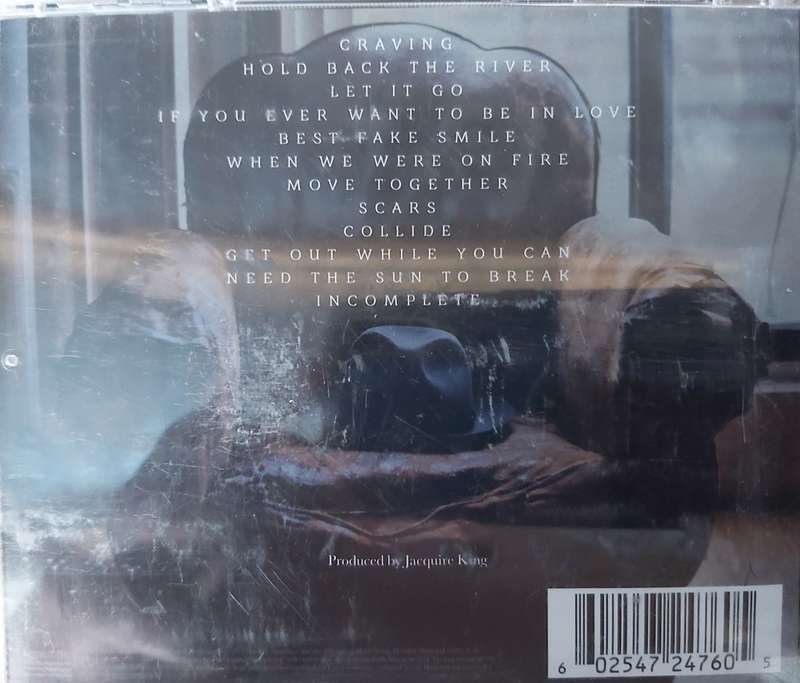 CRAVING
HOLD BACK THE RIVER
LET IT GO
IF YOU EVER WANT TO BE IN LOVE
BEST FAKE SMILE
WHEN WE WERE ON FIRE
MOVE TOGETHER
SCARS
COLLIDE
GET OUT WHILE YOU CAN
NEED THE SUN TO BREAK
INCOMPLETE
Produced by Jacquire King
6 02547 24760 5